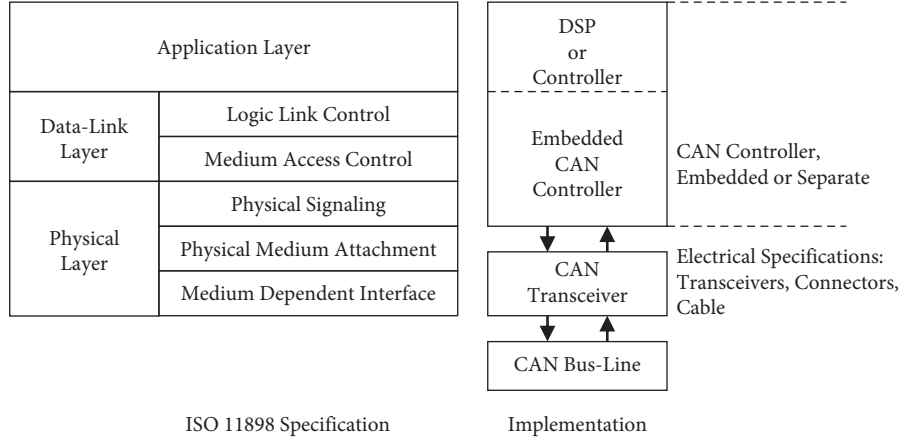 Application Layer
Data-Link
Layer
Logic Link Control
Medium Access Control
Physical
Layer
Physical Signaling
Physical Medium Attachment
Medium Dependent Interface
ISO 11898 Specification
DSP
or
Controller
Embedded
CAN
Controller
CAN Controller,
Embedded or Separate
CAN
Transceiver
Electrical Specifications:
Transceivers, Connectors,
Cable
CAN Bus-Line
Implementation